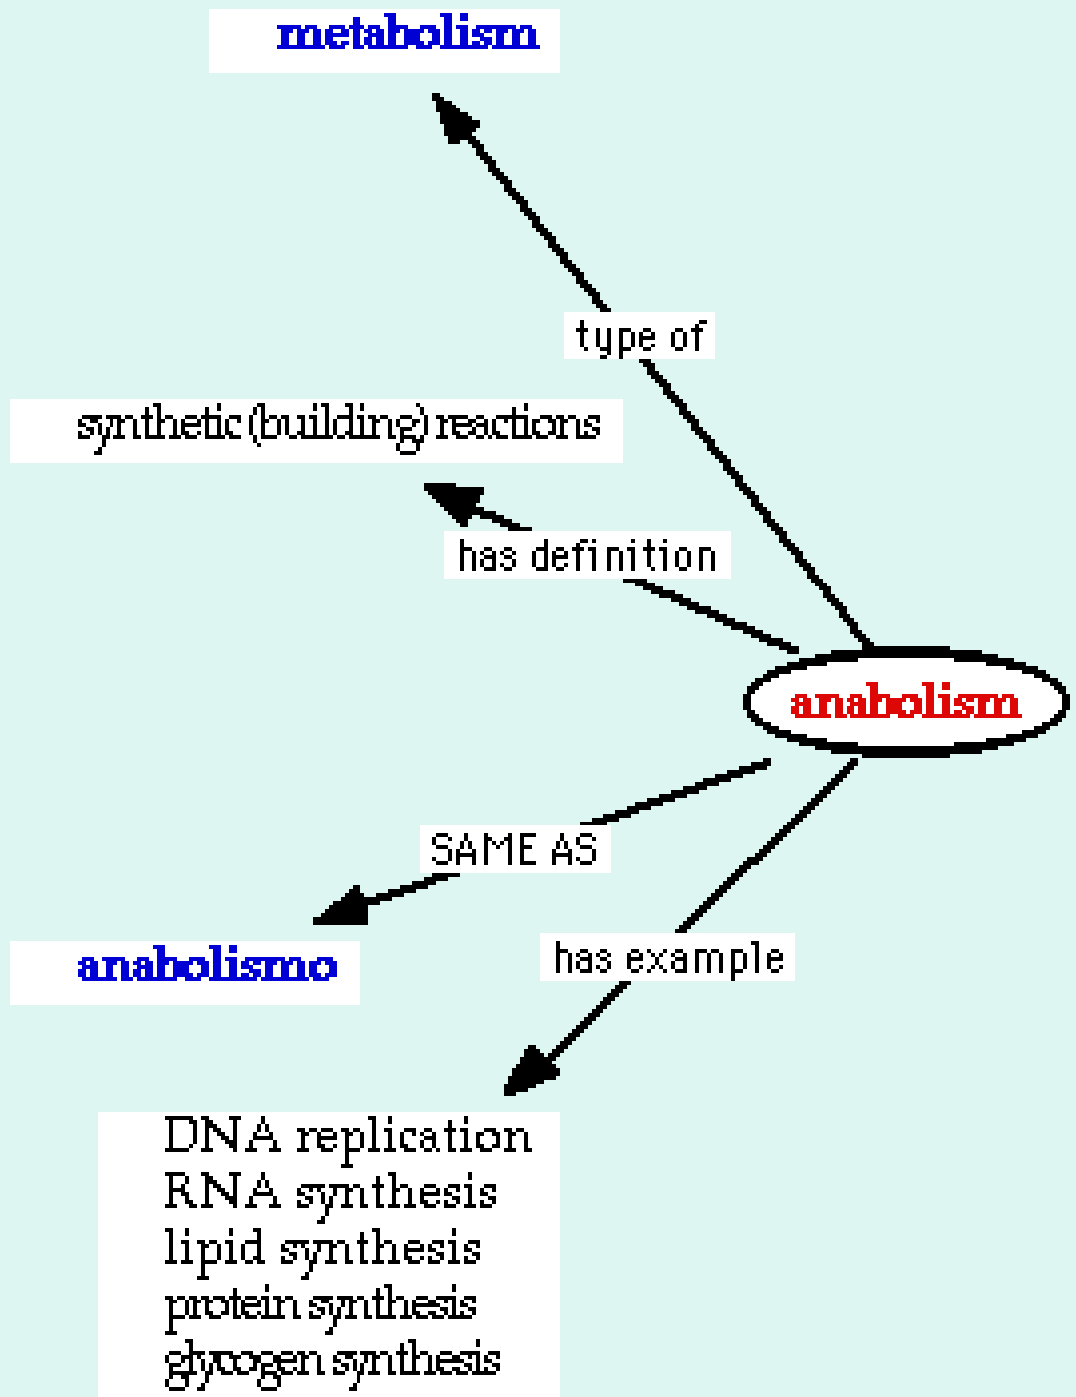 metabolism
type of
synthetic (building) reactions
has definition
anabolism
SAME AS
anabolismo
has example
DNA replication
RNA synthesis
lipid synthesis
protein synthesis
glycogen synthesis